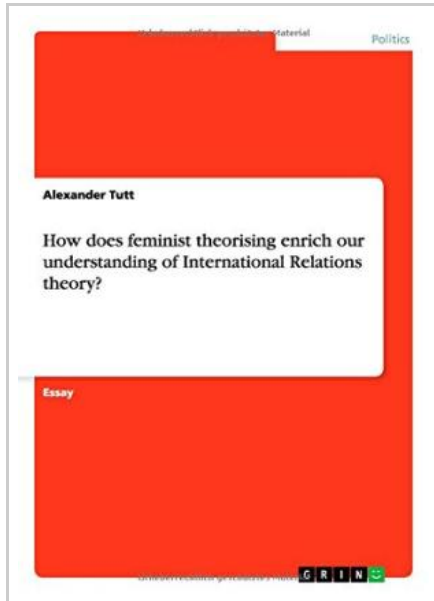 Politics
Alexander Tutt
How does feminist theorising enrich our
understanding of International Relations
theory?
Essay
GRIN